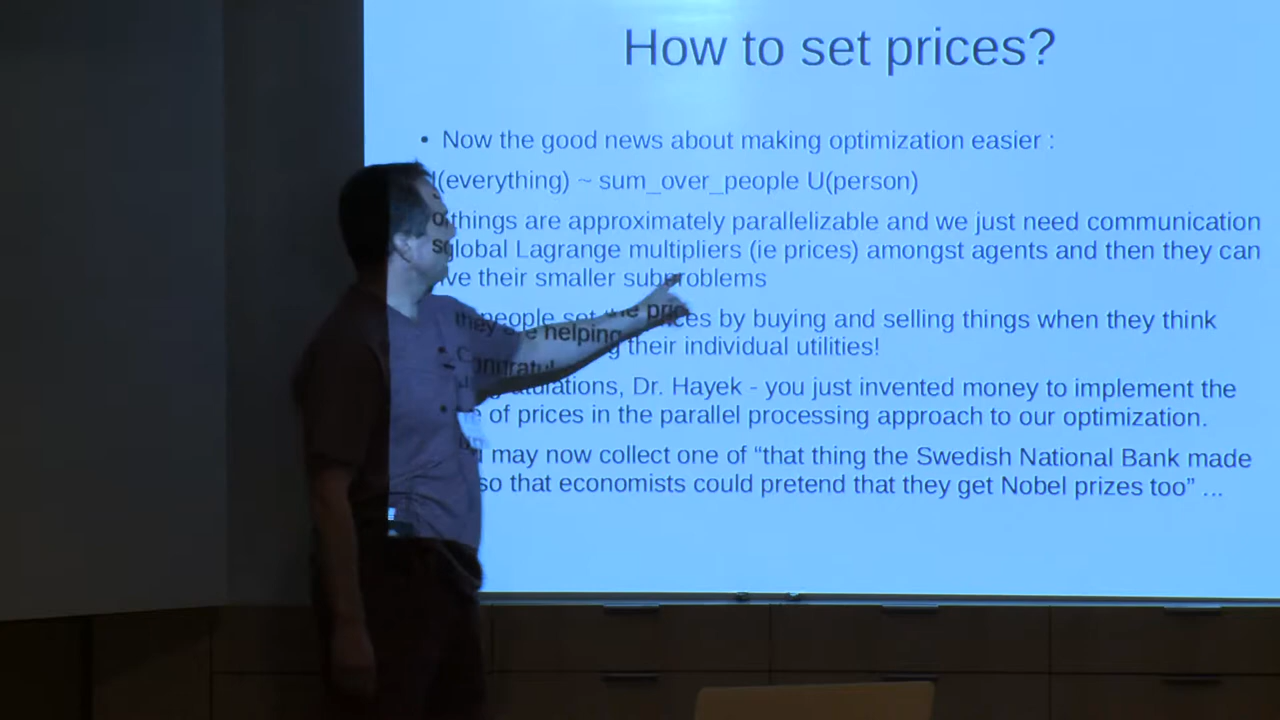 How to set prices?
• Now the good news about making optimization easier :
(everything) ~ sum_over_people U(person)
things are approximately parallelizable and we just need communication
global Lagrange multipliers (ie prices) amongst agents and then they can
their smaller subproblems
people set the prices by buying and selling things when they think
they're helping their individual utilities!
Congratulations, Dr. Hayek - you just invented money to implement the
of prices in the parallel processing approach to our optimization.
may now collect one of “that thing the Swedish National Bank made
so that economists could pretend that they get Nobel prizes too” ...